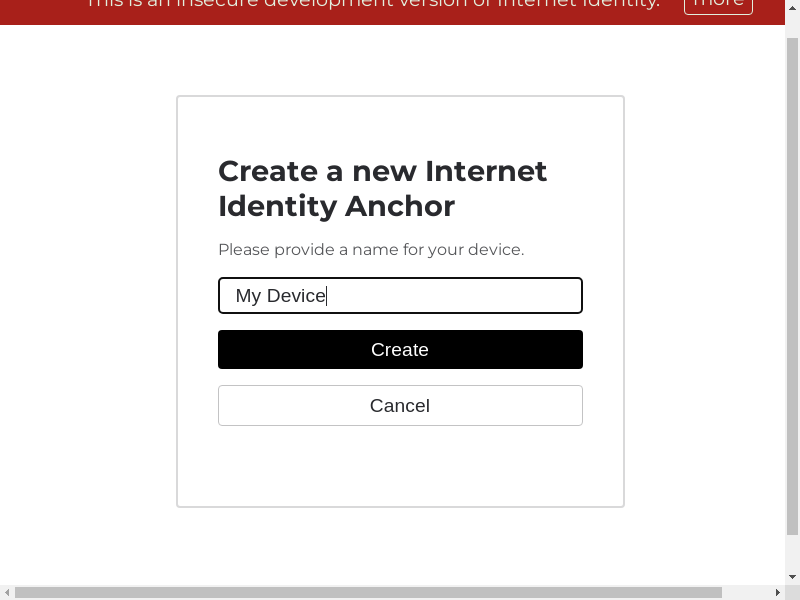 This is an insecure development version of Internet Identity.
more
Create a new Internet
Identity Anchor
Please provide a name for your device.
My Device
Create
Cancel